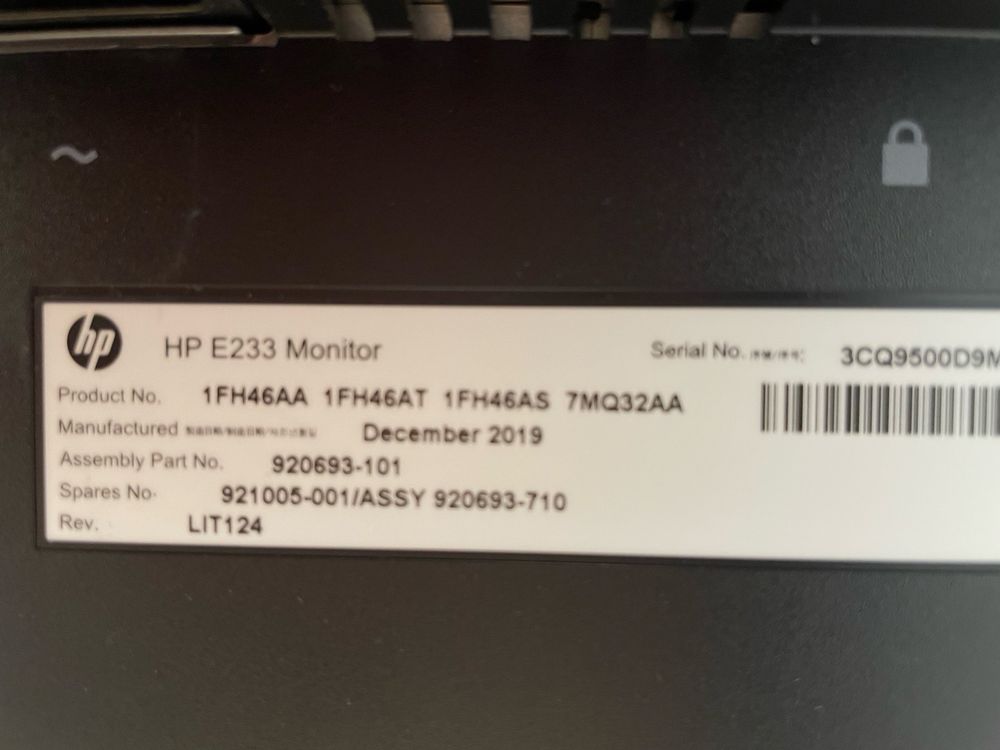 hp HP E233 Monitor Serial No. 3CQ9500D9M
Product No. 1FH46AA 1FH46AT 1FH46AS 7MQ32AA
Manufactured December 2019
Assembly Part No. 920693-101
Spares No. 921005-001/ASSY 920693-710
Rev. LIT124